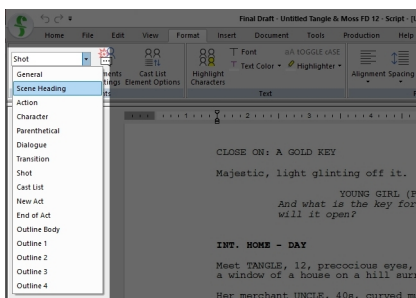 Final Draft - Untitled Tangle & Moss FD 12 - Script - [
Home File Edit View Format Insert Document Tools Production Help
Shot
General
Scene Heading
Action
Character
Parenthetical
Dialogue
Transition
Shot
Cast List
New Act
End of Act
Outline Body
Outline 1
Outline 2
Outline 3
Outline 4
Cast List
Element Options
Highlight
Characters
Font
aA tOGGLE cASE
Text Color
Highlighter
Text
Alignment Spacing
CLOSE ON: A GOLD KEY
Majestic, light glinting off it.
YOUNG GIRL (
And what is the key for
will it open?
INT. HOME - DAY
Meet TANGLE, 12, precocious eyes,
a window of a house on a hill sur
Her merchant UNCLE, 40s, curved m